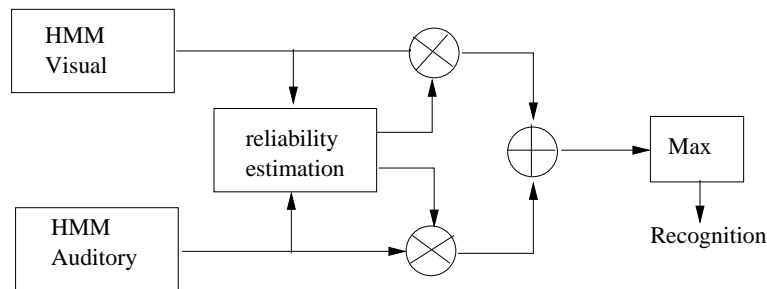 HMM
Visual
reliability
estimation
Max
HMM
Auditory
Recognition